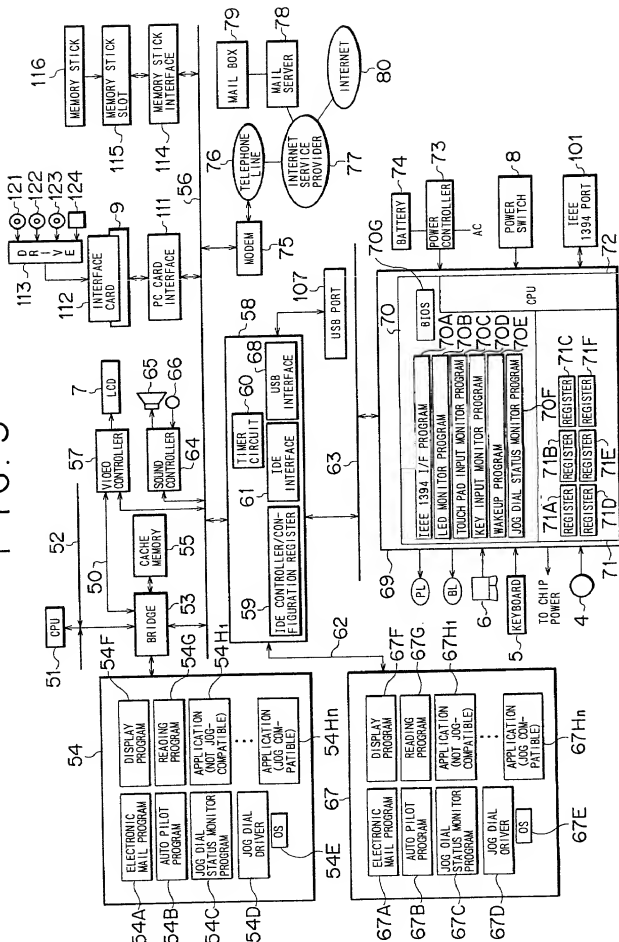 FIG. 5
CPU
51
52
50
VIDEO
CONTROLLER
57
LCD
7
SOUND
CONTROLLER
64
65
66
CACHE
MEMORY
55
BRIDGE
53
54
54F
54G
54H1
54Hn
DISPLAY
PROGRAM
READING
PROGRAM
APPLICATION
(NOT JOG-
COMPATIBLE)
APPLICATION
(JOG COM-
PATIBLE)
ELECTRONIC
MAIL PROGRAM
AUTO PILOT
PROGRAM
JOG DIAL
STATUS MONITOR
PROGRAM
JOG DIAL
DRIVER
OS
54A
54B
54C
54D
54E
121
122
123
124
DRIVE
113
INTERFACE
CARD
112
9
PC CARD
INTERFACE
111
116
MEMORY STICK
MEMORY STICK
SLOT
115
MEMORY STICK
INTERFACE
114
56
MODEM
75
TELEPHONE
LINE
76
INTERNET
SERVICE
PROVIDER
77
MAIL BOX
79
MAIL
SERVER
78
INTERNET
80
58
TIMER
CIRCUIT
60
68
USB INTERFACE
IDE INTERFACE
61
IDE CONTROLLER/CON-
FIGURATION REGISTER
59
USB PORT
107
62
63
67
67F
67G
67H1
67Hn
DISPLAY
PROGRAM
READING
PROGRAM
APPLICATION
(NOT JOG-
COMPATIBLE)
APPLICATION
(JOG COM-
PATIBLE)
ELECTRONIC
MAIL PROGRAM
AUTO PILOT
PROGRAM
JOG DIAL
STATUS MONITOR
PROGRAM
JOG DIAL
DRIVER
OS
67A
67B
67C
67D
67E
69
70
70G
BIOS
IEEE 1394 I/F PROGRAM
LED MONITOR PROGRAM
TOUCH PAD INPUT MONITOR PROGRAM
KEY INPUT MONITOR PROGRAM
WAKEUP PROGRAM
JOG DIAL STATUS MONITOR PROGRAM
70A
70B
70C
70D
70E
70F
CPU
72
71A
71B
71C
REGISTER
REGISTER
REGISTER
REGISTER
REGISTER
REGISTER
71D
71E
71F
71
PL
BL
6
KEYBOARD
5
TO CHIP
POWER
4
BATTERY
74
POWER
CONTROLLER
73
AC
POWER
SWITCH
8
IEEE
1394 PORT
101